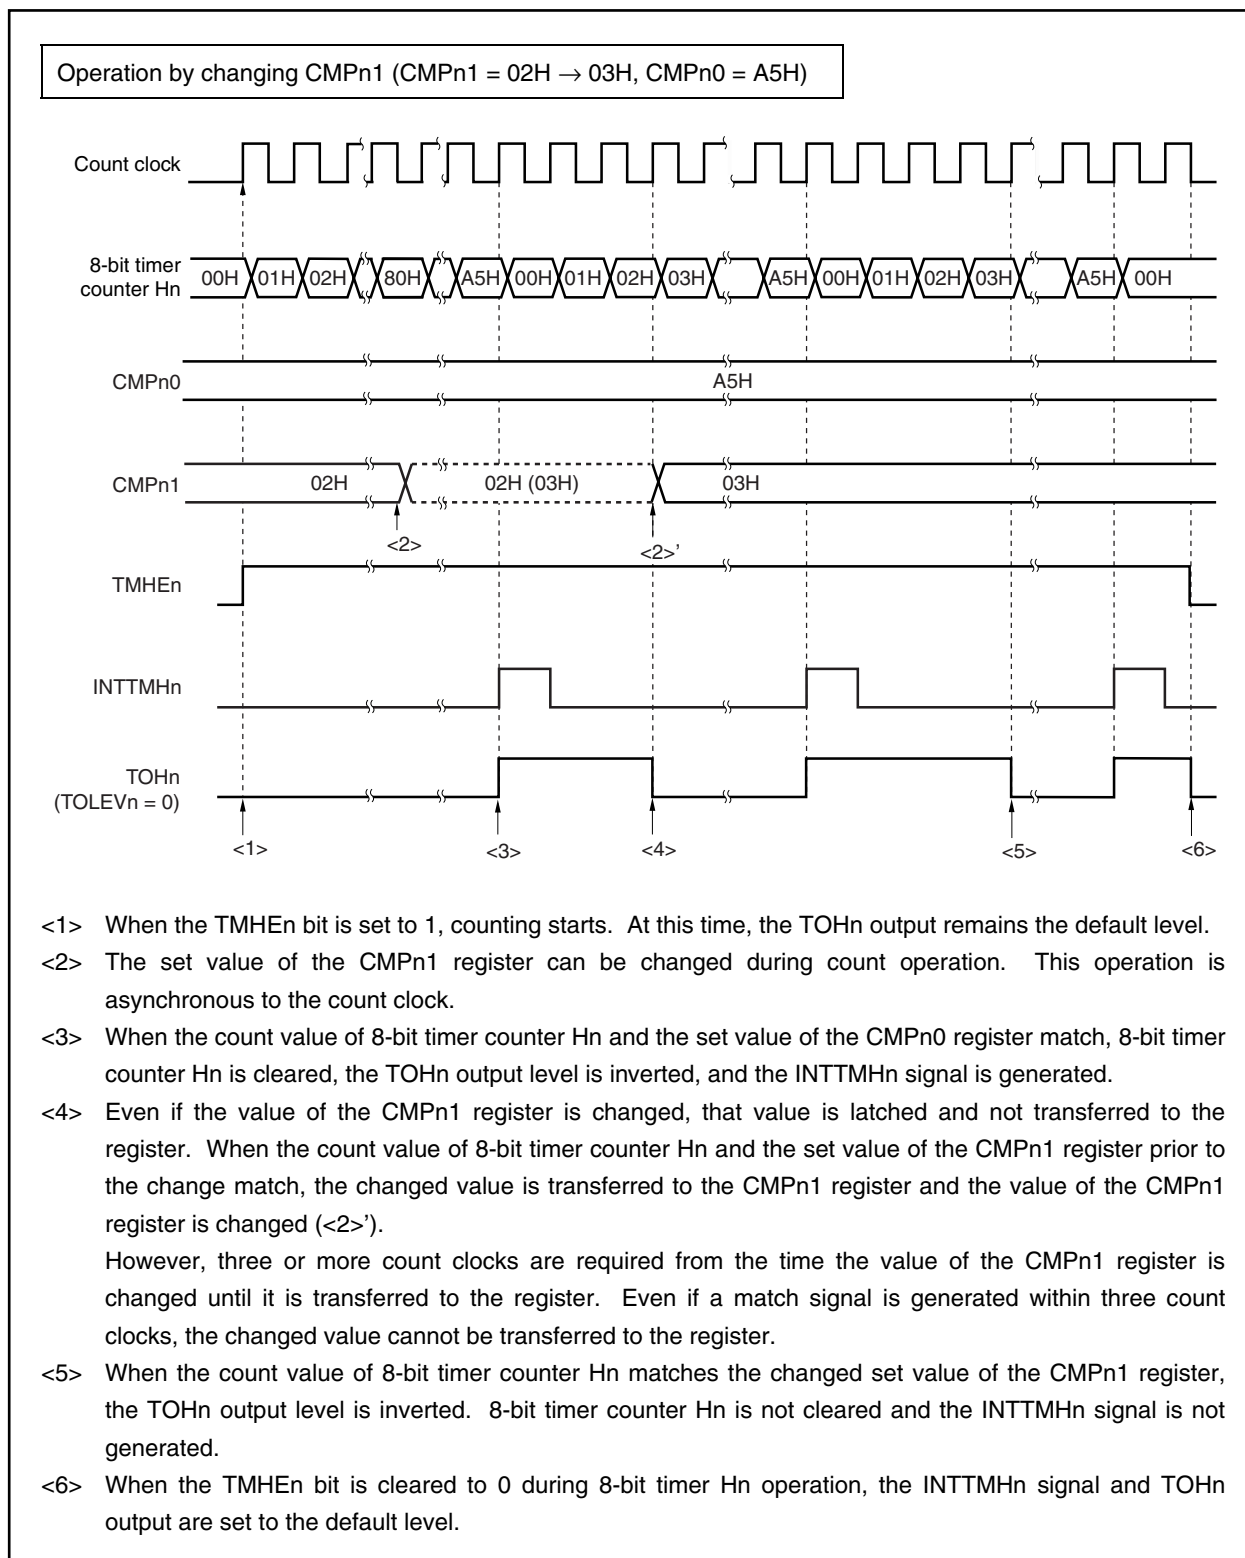 Operation by changing CMPn1 (CMPn1 = 02H → 03H, CMPn0 = A5H)
Count clock
8-bit timer
counter Hn
00H 01H 02H 80H A5H 00H 01H 02H 03H A5H 00H 01H 02H 03H A5H 00H
CMPn0
A5H
CMPn1
02H 02H (03H) 03H
<2> <2>’
TMHEn
INTTMHn
TOHn
(TOLEVn = 0)
<1> <3> <4> <5> <6>
<1> When the TMHEn bit is set to 1, counting starts. At this time, the TOHn output remains the default level.
<2> The set value of the CMPn1 register can be changed during count operation. This operation is
asynchronous to the count clock.
<3> When the count value of 8-bit timer counter Hn and the set value of the CMPn0 register match, 8-bit timer
counter Hn is cleared, the TOHn output level is inverted, and the INTTMHn signal is generated.
<4> Even if the value of the CMPn1 register is changed, that value is latched and not transferred to the
register. When the count value of 8-bit timer counter Hn and the set value of the CMPn1 register prior to
the change match, the changed value is transferred to the CMPn1 register and the value of the CMPn1
register is changed (<2>’).
However, three or more count clocks are required from the time the value of the CMPn1 register is
changed until it is transferred to the register. Even if a match signal is generated within three count
clocks, the changed value cannot be transferred to the register.
<5> When the count value of 8-bit timer counter Hn matches the changed set value of the CMPn1 register,
the TOHn output level is inverted. 8-bit timer counter Hn is not cleared and the INTTMHn signal is not
generated.
<6> When the TMHEn bit is cleared to 0 during 8-bit timer Hn operation, the INTTMHn signal and TOHn
output are set to the default level.